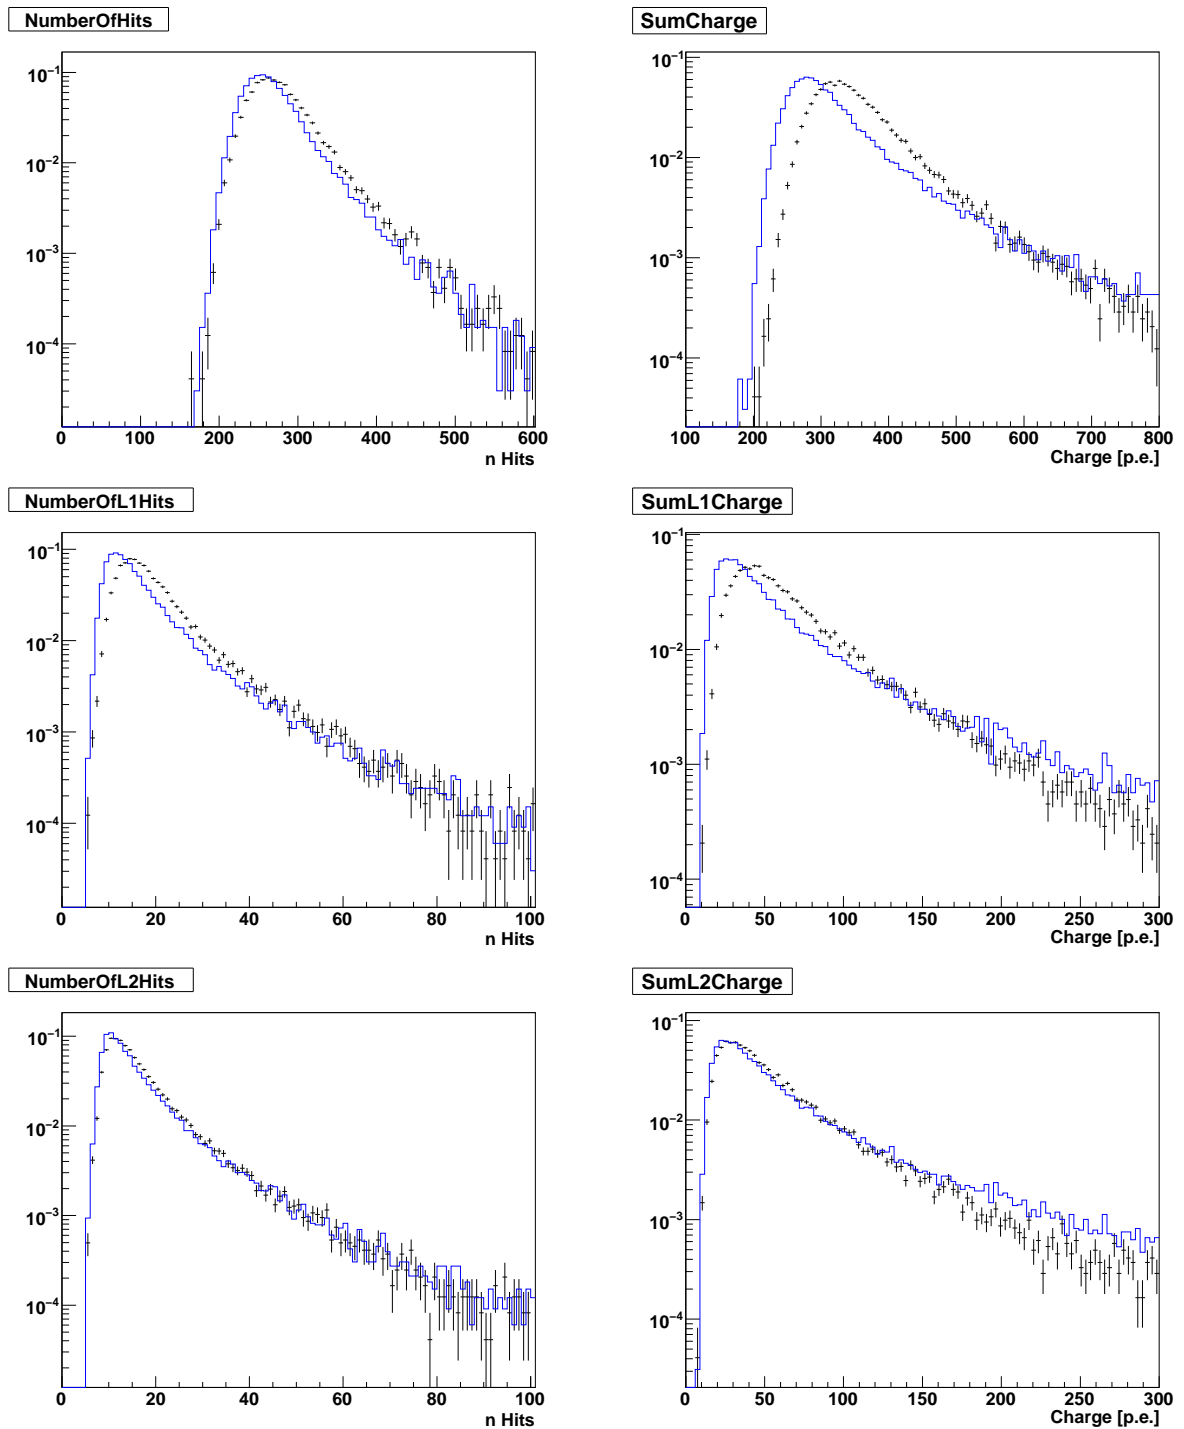 NumberOfHits
10⁻¹
10⁻²
10⁻³
10⁻⁴
0 100 200 300 400 500 600
n Hits
SumCharge
10⁻¹
10⁻²
10⁻³
10⁻⁴
100 200 300 400 500 600 700 800
Charge [p.e.]
NumberOfL1Hits
10⁻¹
10⁻²
10⁻³
10⁻⁴
0 20 40 60 80 100
n Hits
SumL1Charge
10⁻¹
10⁻²
10⁻³
10⁻⁴
0 50 100 150 200 250 300
Charge [p.e.]
NumberOfL2Hits
10⁻¹
10⁻²
10⁻³
10⁻⁴
0 20 40 60 80 100
n Hits
SumL2Charge
10⁻¹
10⁻²
10⁻³
10⁻⁴
0 50 100 150 200 250 300
Charge [p.e.]